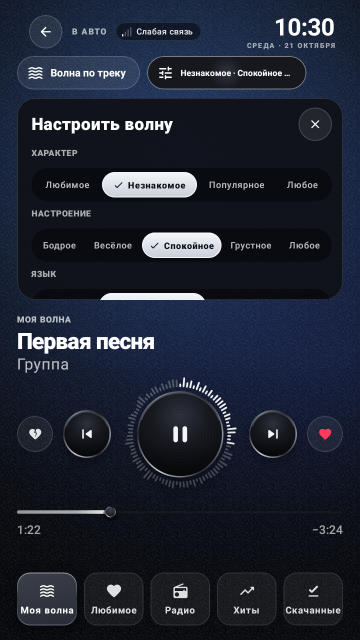 В АВТО
Слабая связь
10:30
СРЕДА · 21 ОКТЯБРЯ
Волна по треку
Незнакомое · Спокойное ...
Настроить волну
ХАРАКТЕР
Любимое Незнакомое Популярное Любое
НАСТРОЕНИЕ
Бодрое Весёлое Спокойное Грустное Любое
ЯЗЫК
МОЯ ВОЛНА
Первая песня
Группа
1:22 −3:24
Моя волна Любимое Радио Хиты Скачанные